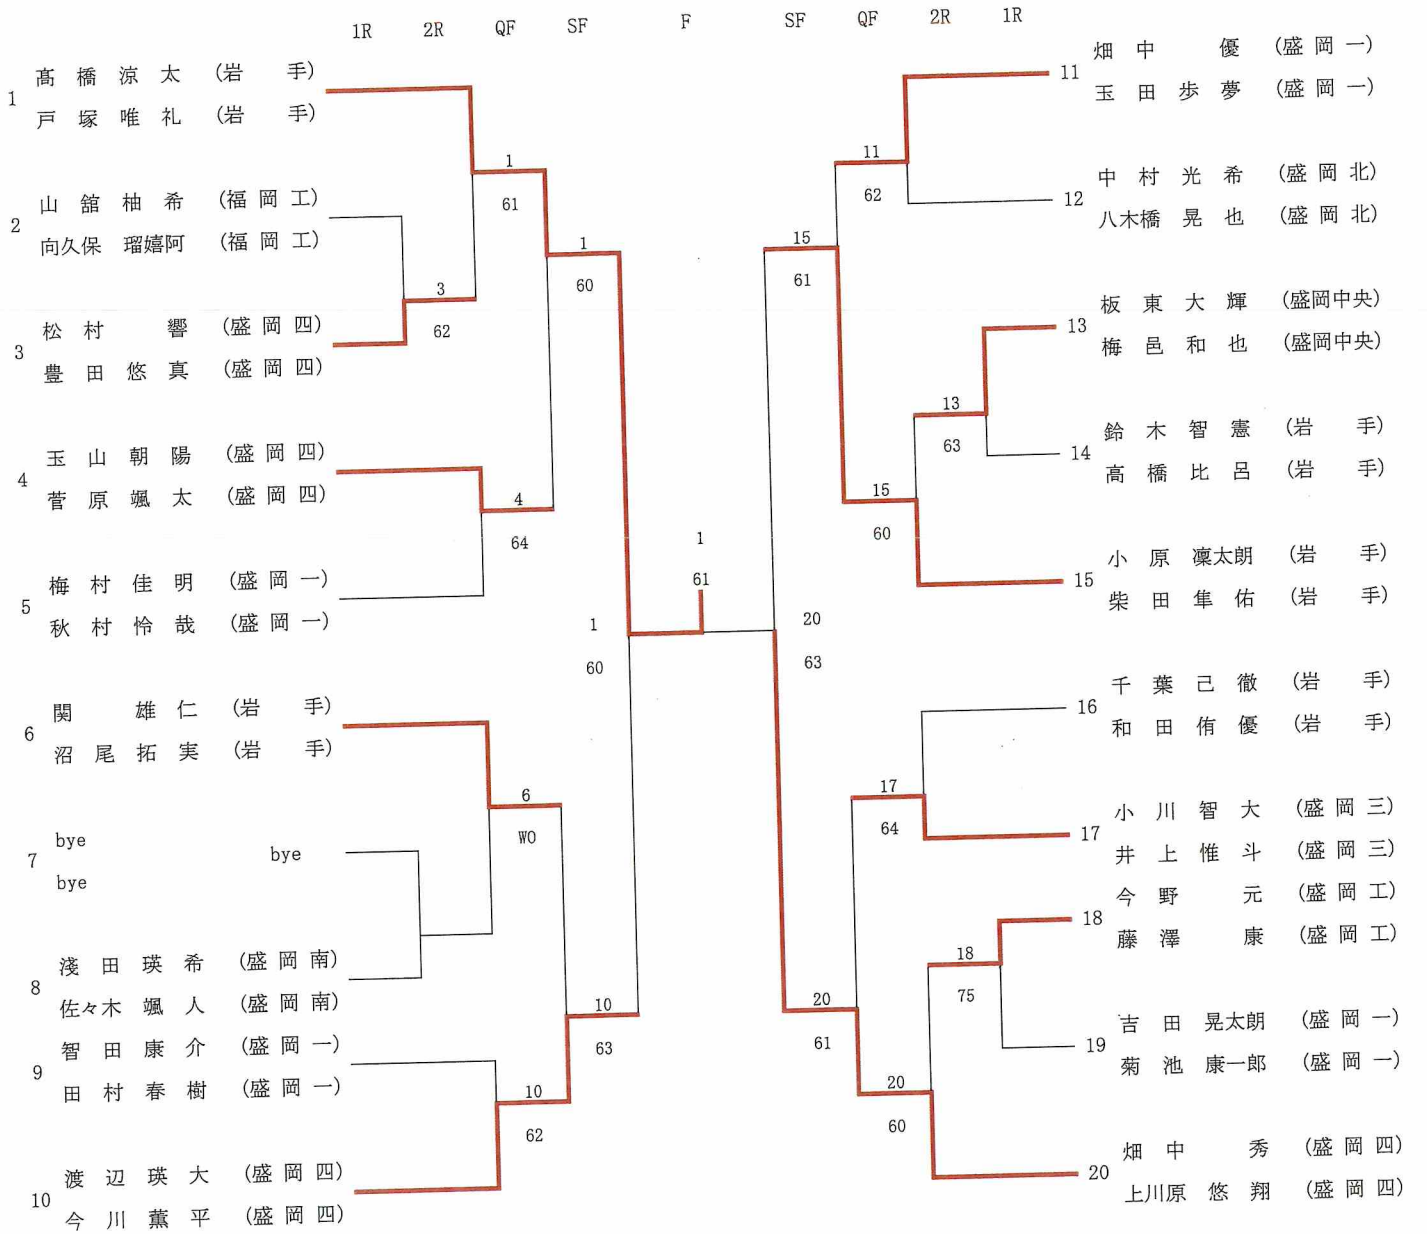 1R 2R QF SF F SF QF 2R 1R
1 髙橋涼太 (岩手)
戸塚唯礼 (岩手)
2 山舘柚希 (福岡工)
向久保 瑠嬉阿 (福岡工)
3 松村 響 (盛岡四)
豊田悠真 (盛岡四)
4 玉山朝陽 (盛岡四)
菅原颯太 (盛岡四)
5 梅村佳明 (盛岡一)
秋村怜哉 (盛岡一)
6 関 雄仁 (岩手)
沼尾拓実 (岩手)
7 bye
bye
bye
8 淺田瑛希 (盛岡南)
佐々木 颯人 (盛岡南)
9 智田康介 (盛岡一)
田村春樹 (盛岡一)
10 渡辺瑛大 (盛岡四)
今川薫平 (盛岡四)
3
62
1
61
4
64
6
WO
10
62
1
60
10
63
1
60
1
61
20
63
15
61
20
61
11
62
15
60
17
64
20
60
13
63
18
75
畑中 優 (盛岡一)
11 玉田歩夢 (盛岡一)
中村光希 (盛岡北)
12 八木橋 晃也 (盛岡北)
板東大輝 (盛岡中央)
13 梅邑和也 (盛岡中央)
鈴木智憲 (岩手)
14 高橋比呂 (岩手)
小原 凜太朗 (岩手)
15 柴田隼佑 (岩手)
千葉己徹 (岩手)
16 和田侑優 (岩手)
小川智大 (盛岡三)
17 井上惟斗 (盛岡三)
今野 元 (盛岡工)
18 藤澤 康 (盛岡工)
吉田 晃太朗 (盛岡一)
19 菊池 康一郎 (盛岡一)
畑中 秀 (盛岡四)
20 上川原 悠翔 (盛岡四)